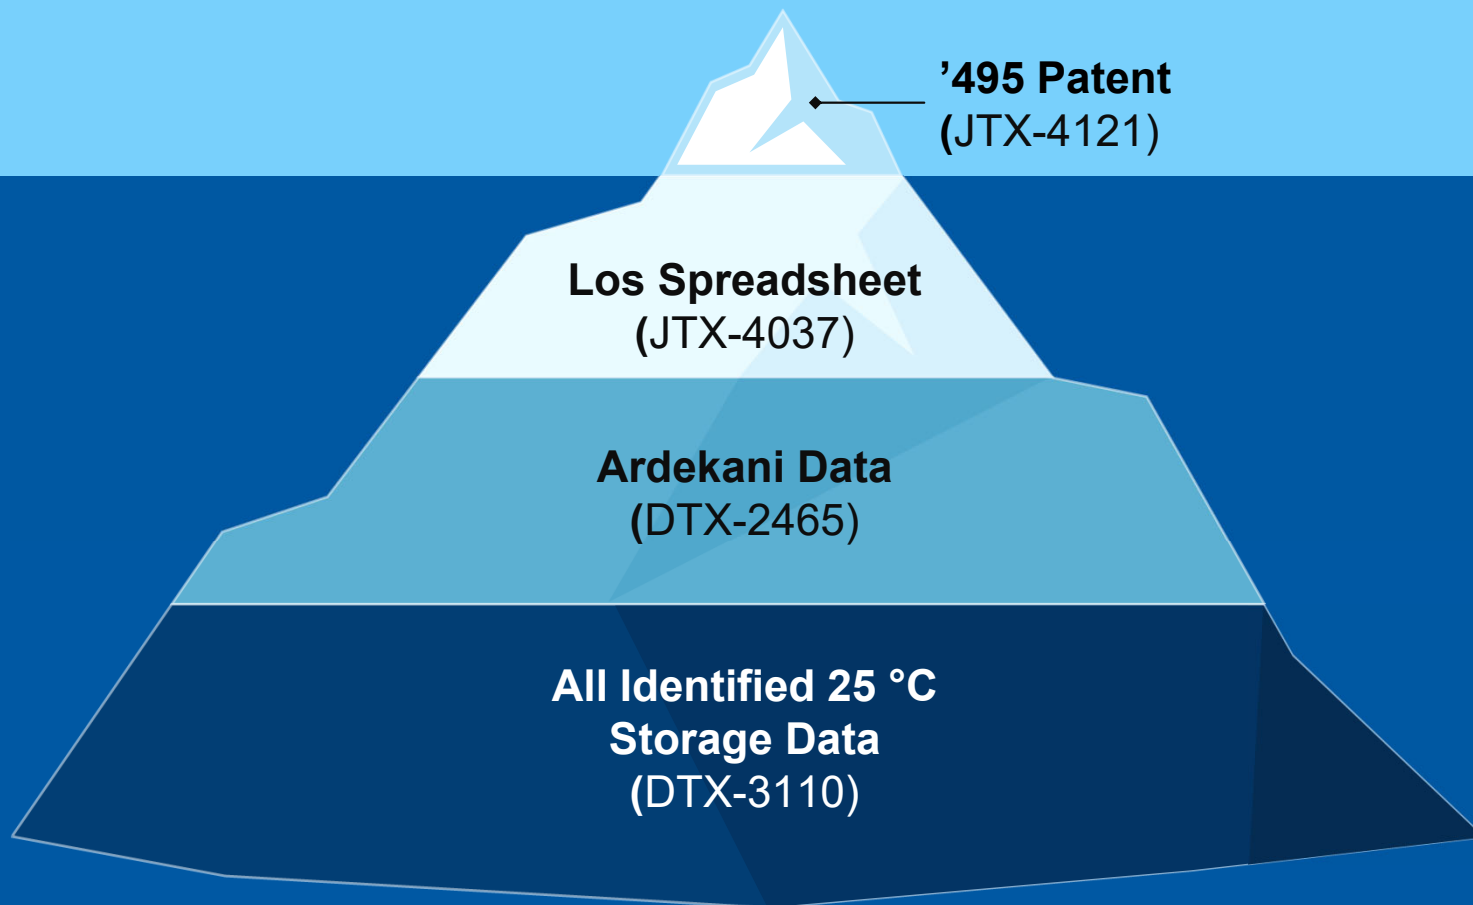 ’495 Patent
(JTX-4121)
Los Spreadsheet
(JTX-4037)
Ardekani Data
(DTX-2465)
All Identified 25 °C
Storage Data
(DTX-3110)